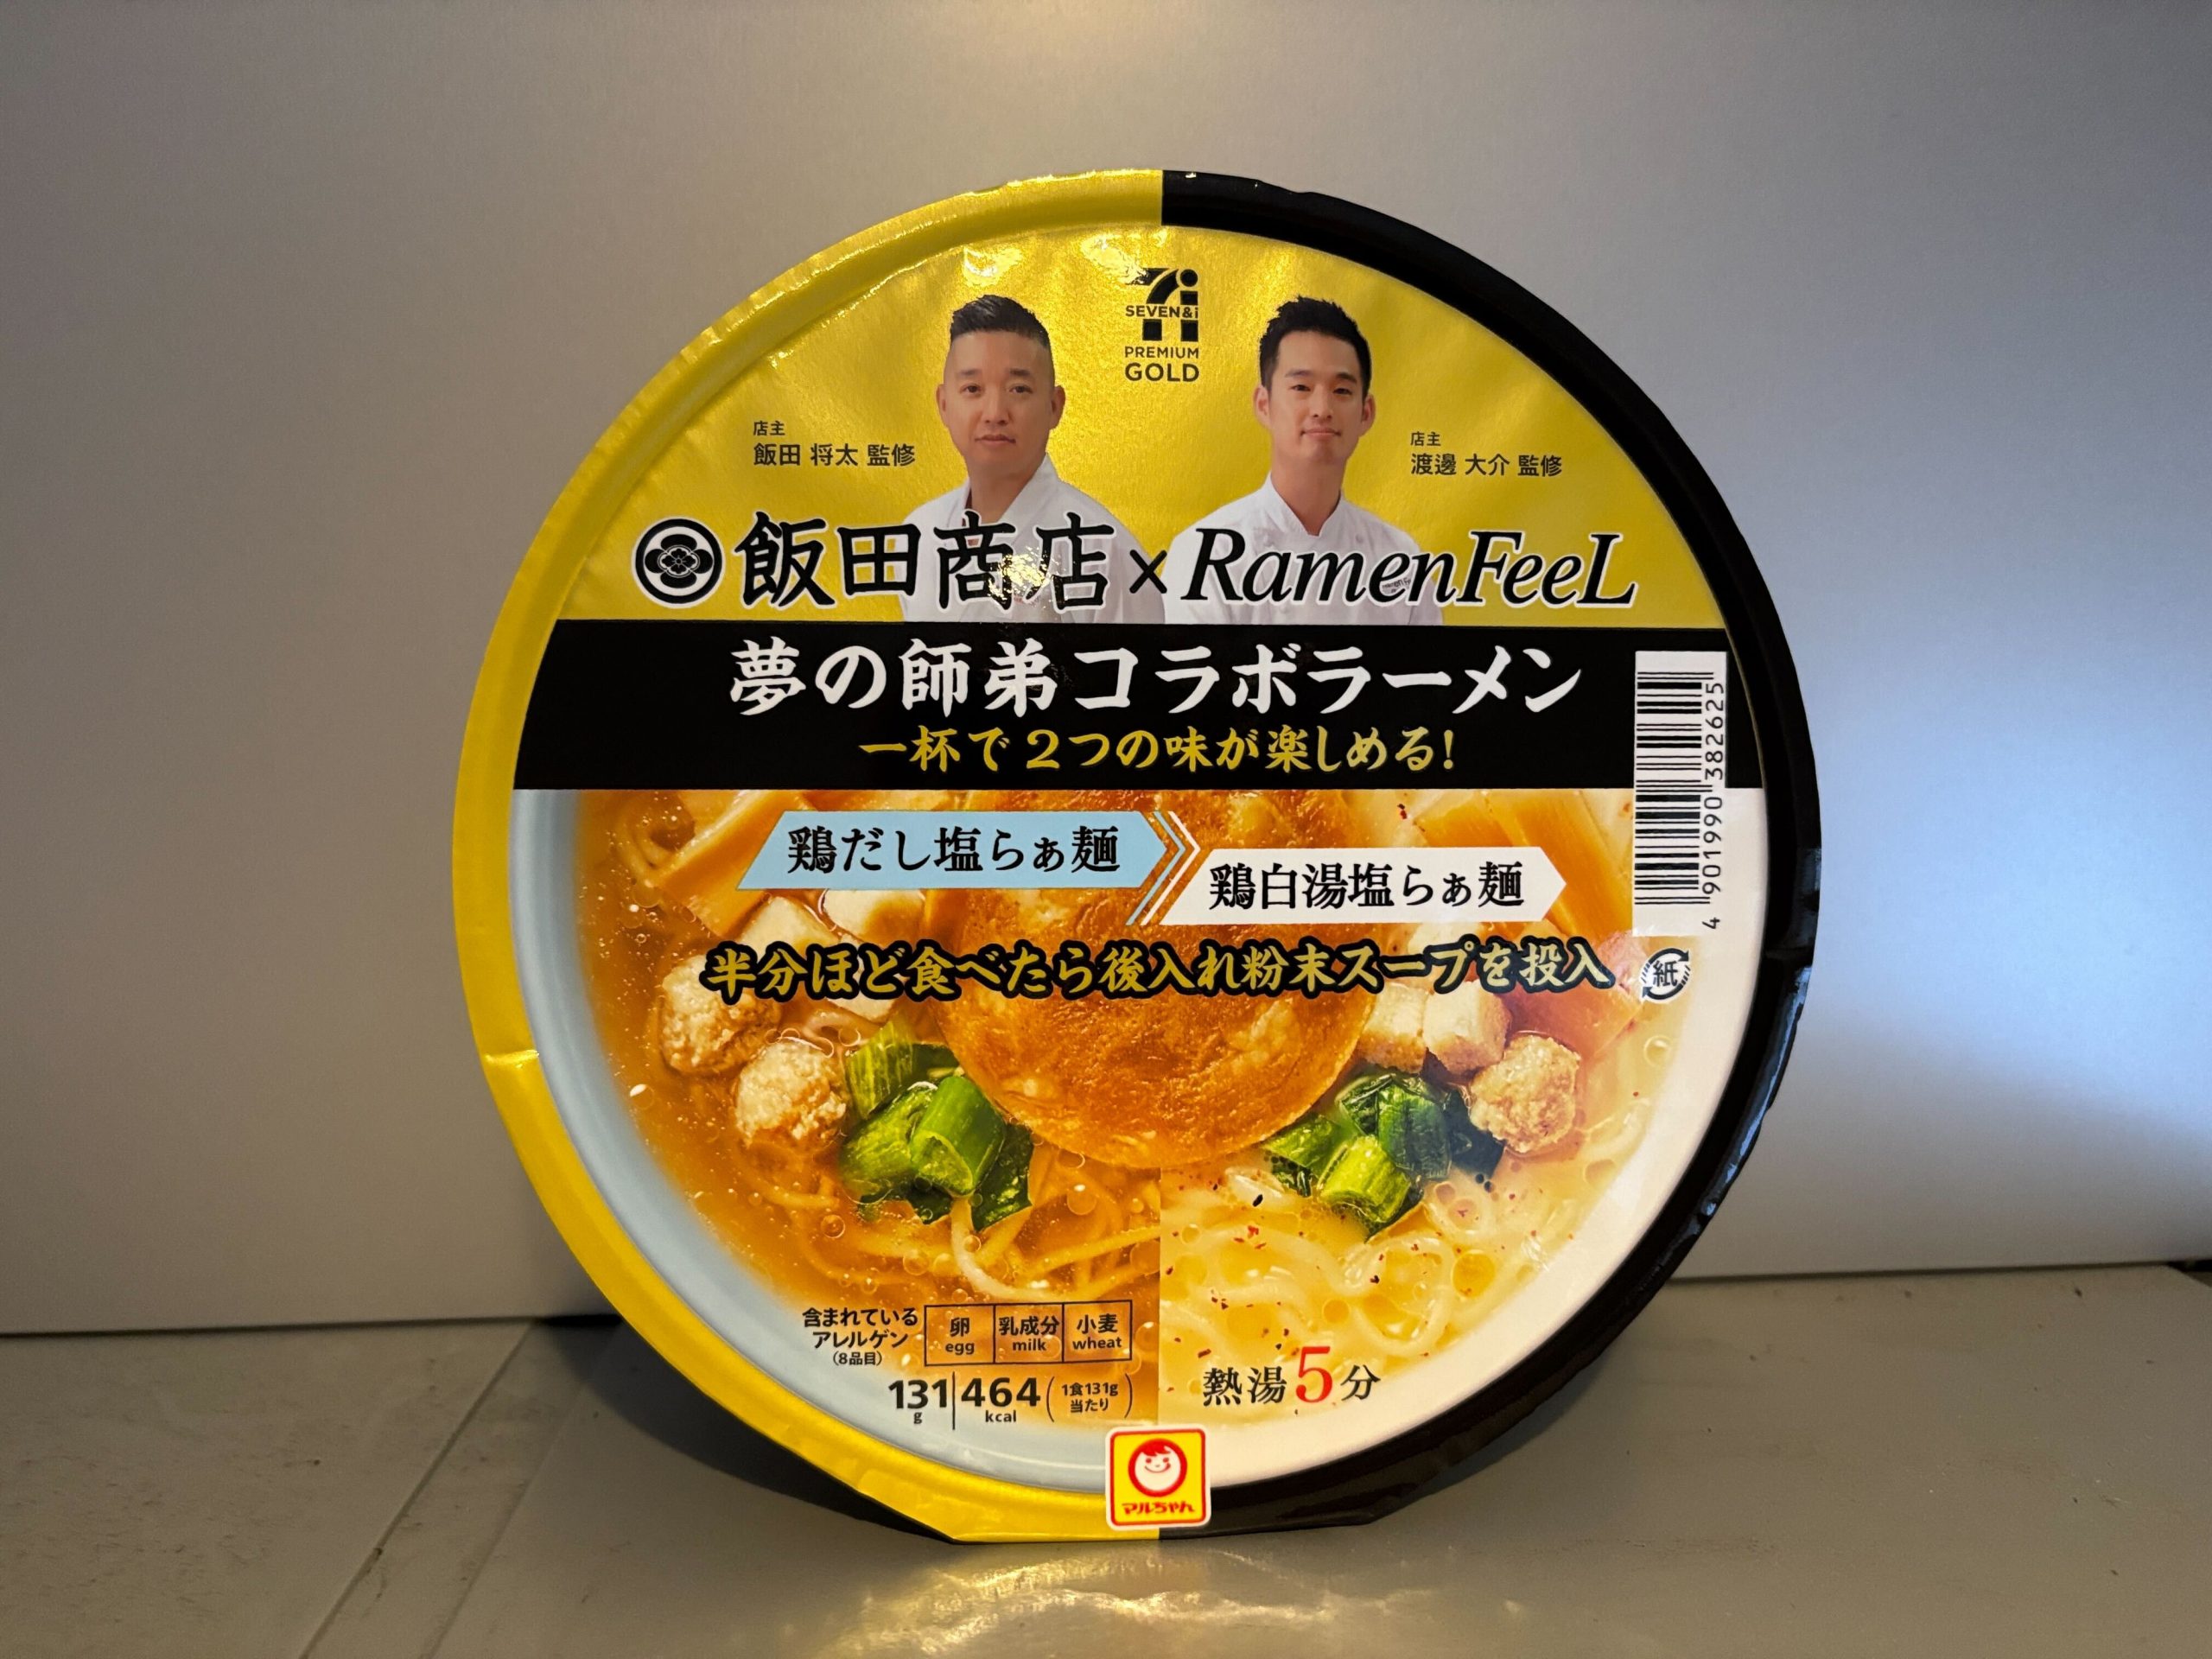 SEVEN&i
PREMIUM
GOLD
店主
飯田 将太 監修
店主
渡邊 大介 監修
飯田商店×RamenFeeL
夢の師弟コラボラーメン
一杯で2つの味が楽しめる!
鶏だし塩らぁ麺
鶏白湯塩らぁ麺
半分ほど食べたら後入れ粉末スープを投入
紙
4 901990 382625
含まれている
アレルゲン
(8品目)
卵 乳成分 小麦
egg milk wheat
131g 464kcal (1食131g当たり)
熱湯5分
マルちゃん